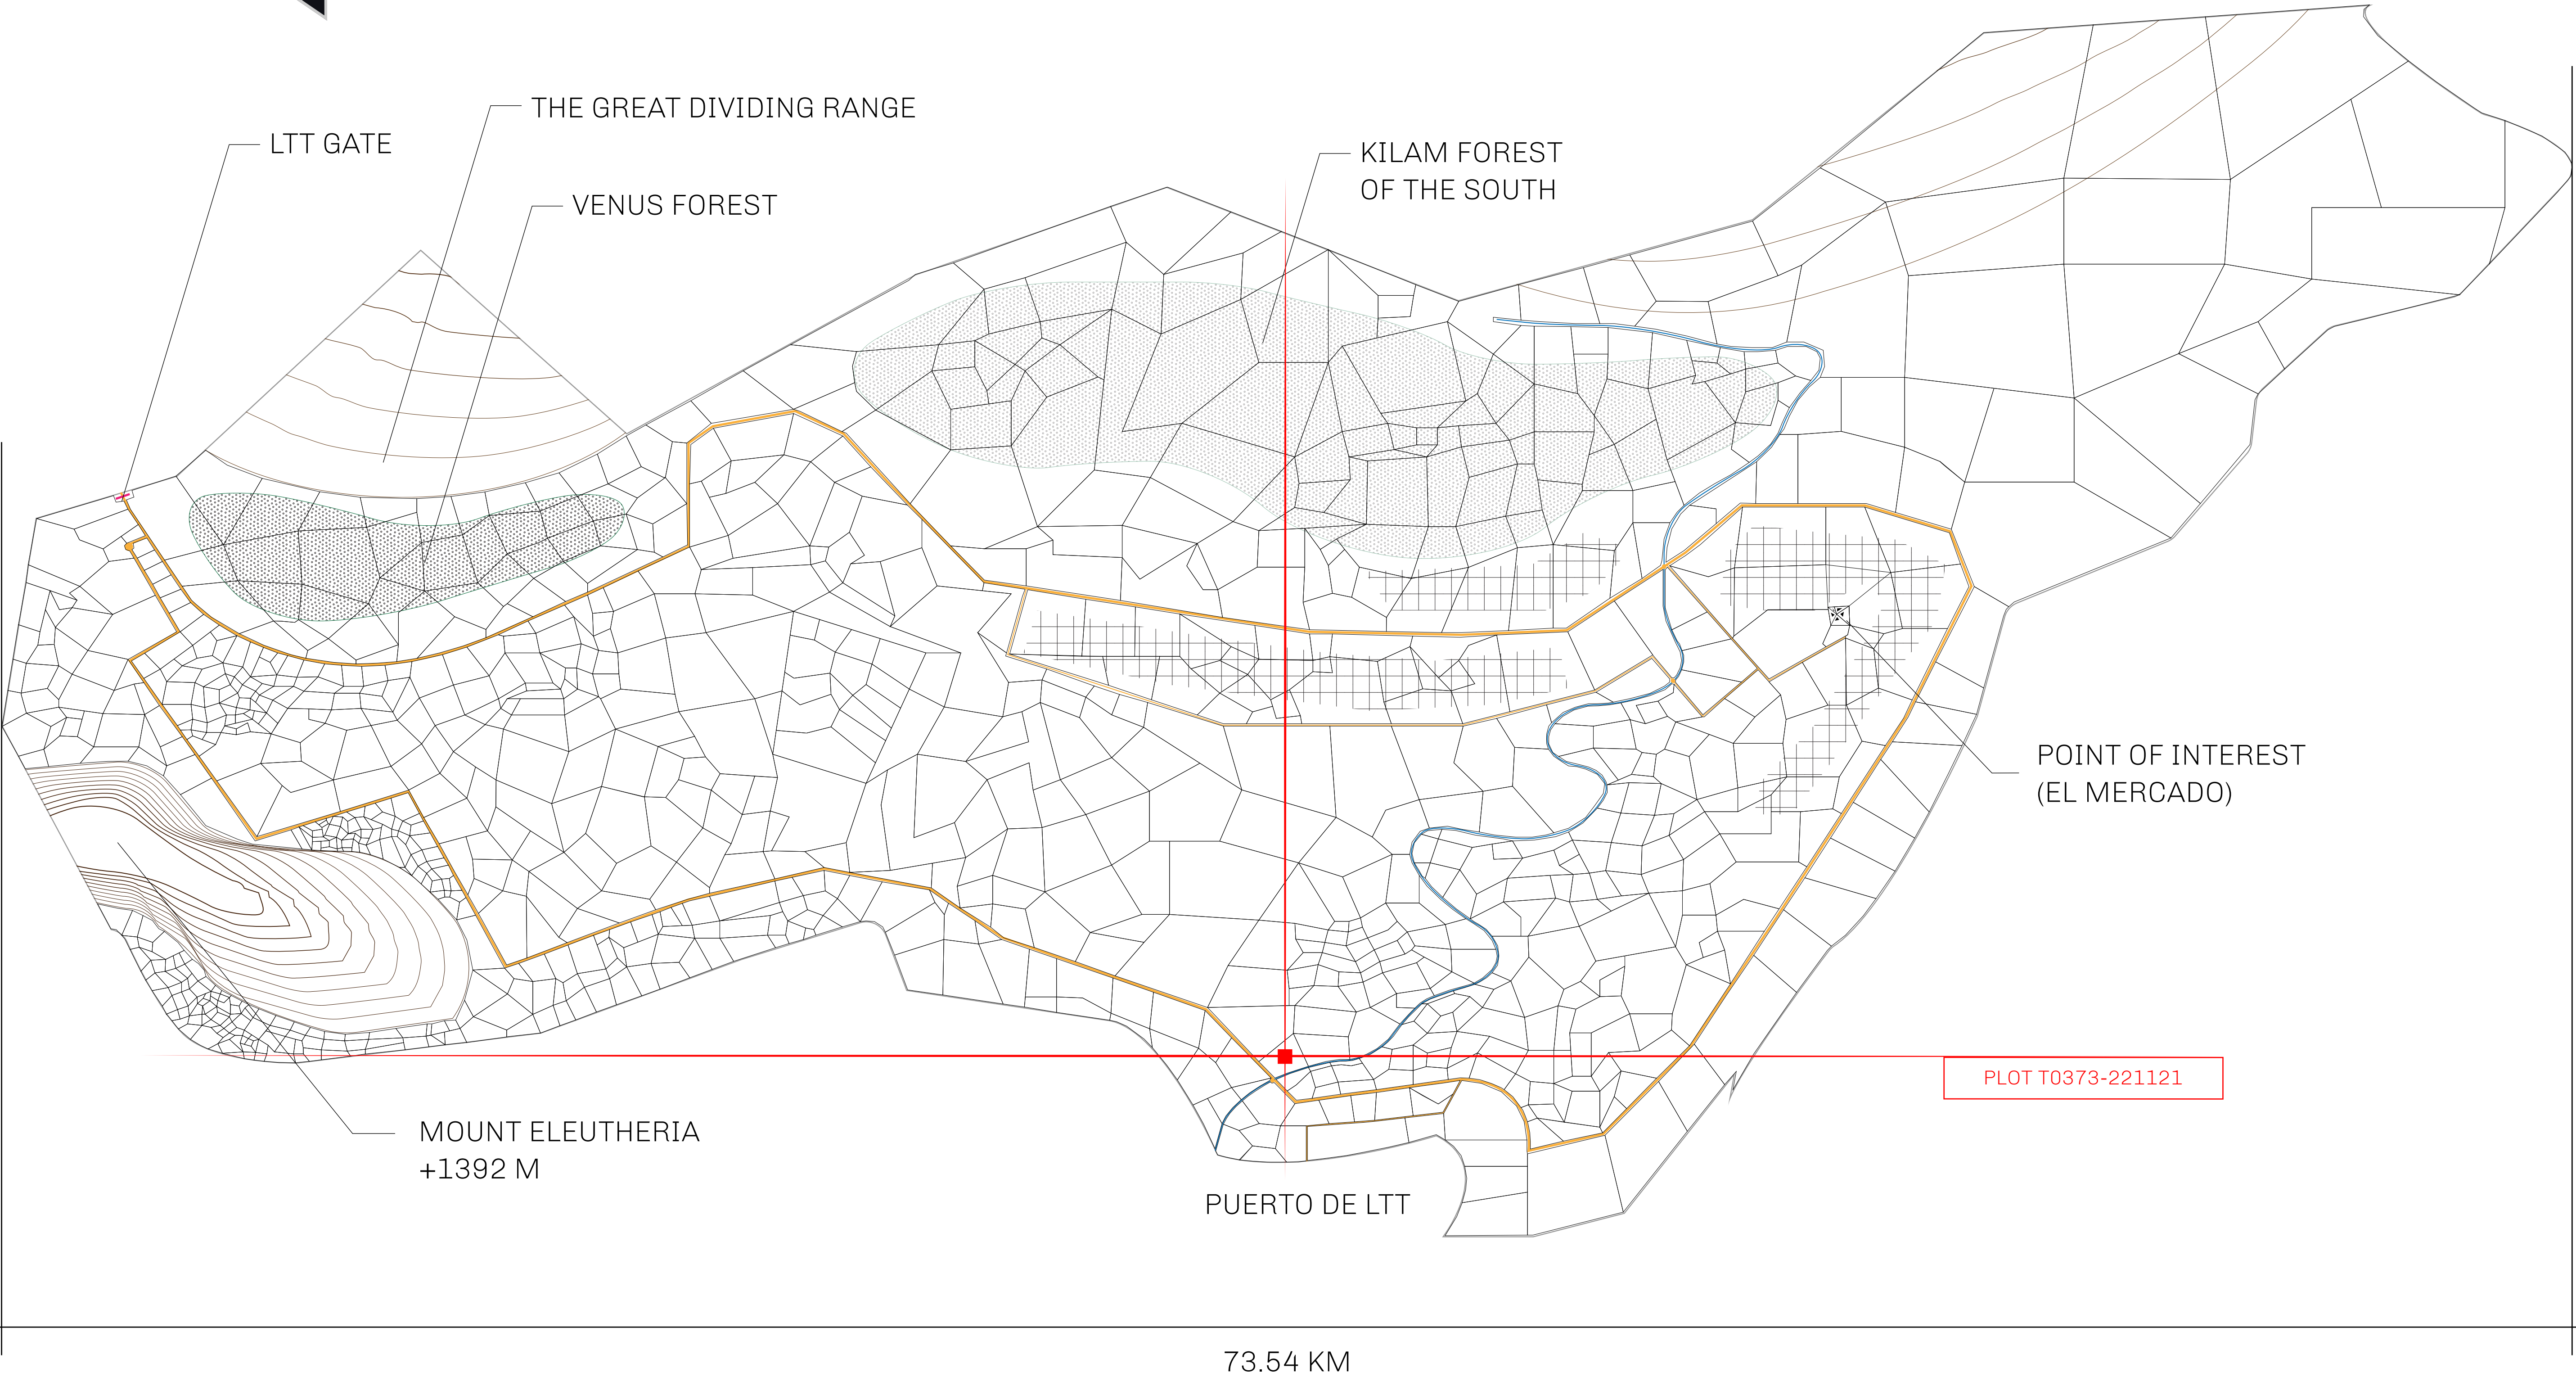 THE GREAT DIVIDING RANGE
LTT GATE
VENUS FOREST
KILAM FOREST
OF THE SOUTH
POINT OF INTEREST
(EL MERCADO)
PLOT T0373-221121
MOUNT ELEUTHERIA
+1392 M
PUERTO DE LTT
73.54 KM